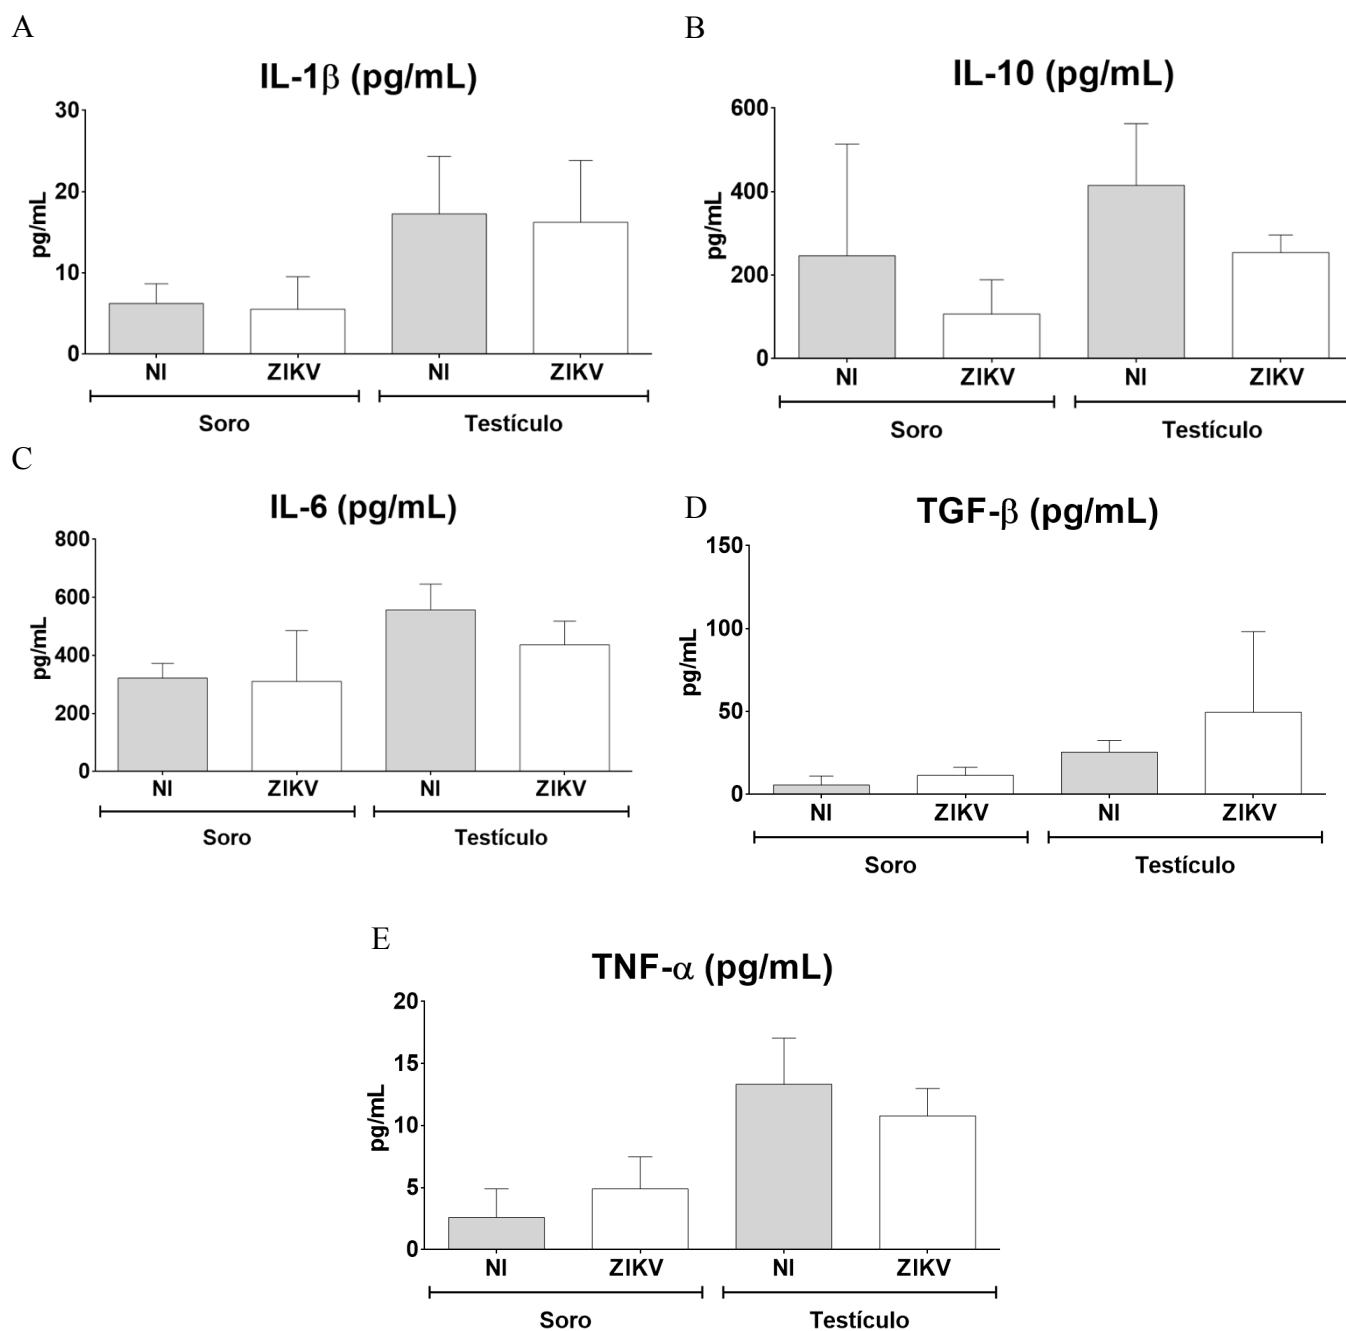 A
IL-1β (pg/mL)
30
20
10
0
pg/mL
NI ZIKV NI ZIKV
Soro Testículo
B
IL-10 (pg/mL)
600
400
200
0
pg/mL
NI ZIKV NI ZIKV
Soro Testículo
C
IL-6 (pg/mL)
800
600
400
200
0
pg/mL
NI ZIKV NI ZIKV
Soro Testículo
D
TGF-β (pg/mL)
150
100
50
0
pg/mL
NI ZIKV NI ZIKV
Soro Testículo
E
TNF-α (pg/mL)
20
15
10
5
0
pg/mL
NI ZIKV NI ZIKV
Soro Testículo